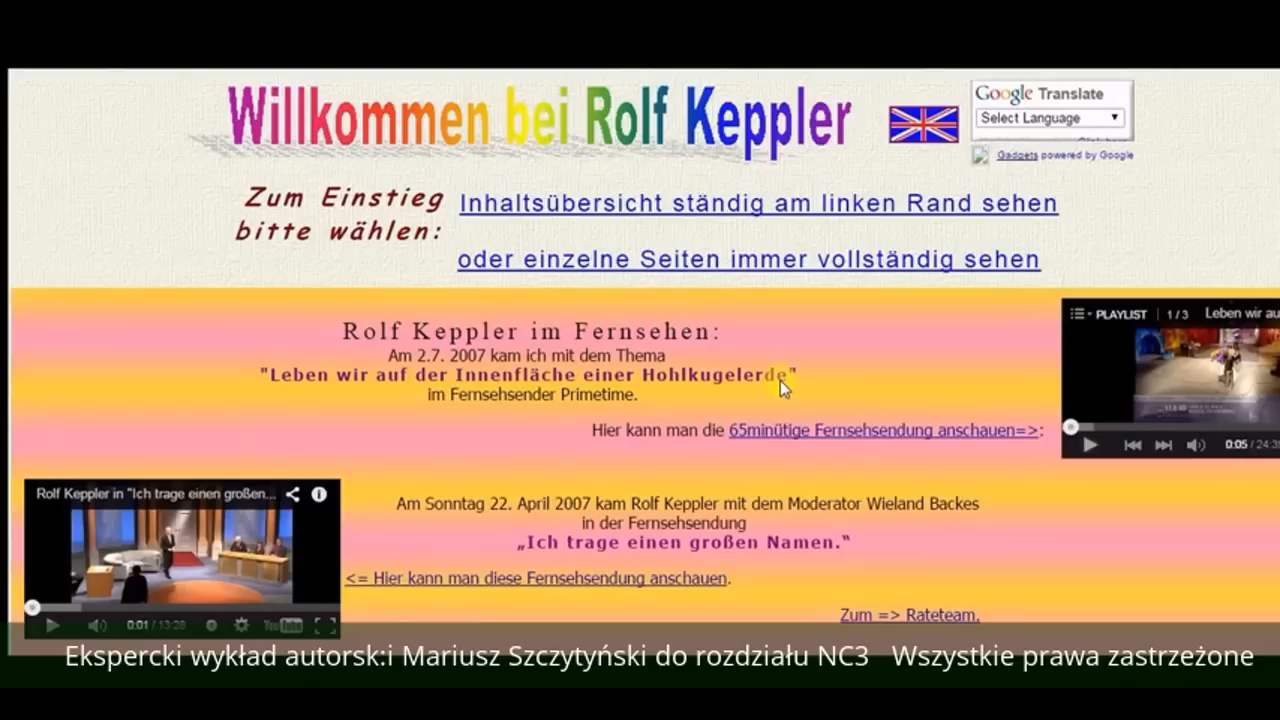 Willkommen bei Rolf Keppler
Google Translate
Select Language
Gadgets powered by Google
Zum Einstieg
bitte wählen:
Inhaltsübersicht ständig am linken Rand sehen
oder einzelne Seiten immer vollständig sehen
Rolf Keppler im Fernsehen:
Am 2.7. 2007 kam ich mit dem Thema
"Leben wir auf der Innenfläche einer Hohlkugelerde"
im Fernsehsender Primetime.
Hier kann man die 65minütige Fernsehsendung anschauen=>:
PLAYLIST 1/3 Leben wir au
0:05 / 24:3
Rolf Keppler in "Ich trage einen großen...
0:01 / 13:28
YouTube
Am Sonntag 22. April 2007 kam Rolf Keppler mit dem Moderator Wieland Backes
in der Fernsehsendung
„Ich trage einen großen Namen.“
<= Hier kann man diese Fernsehsendung anschauen.
Zum => Rateteam.
Ekspercki wykład autorsk:i Mariusz Szczytyński do rozdziału NC3 Wszystkie prawa zastrzeżone